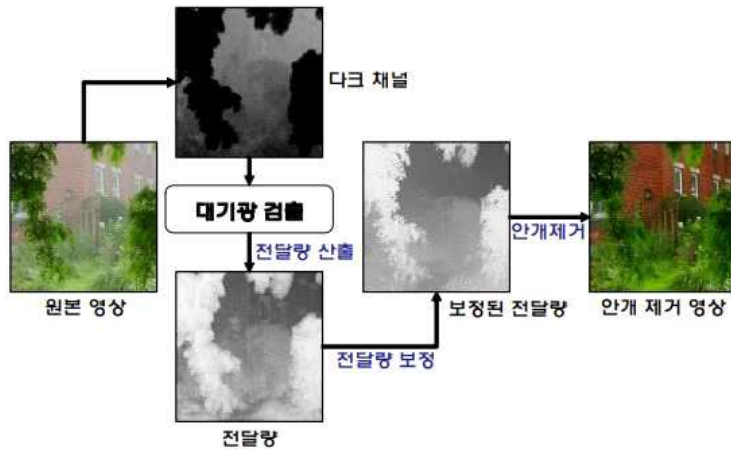 다크 채널
대기광 검출
전달량 산출
원본 영상
전달량
전달량 보정
보정된 전달량
안개제거
안개 제거 영상